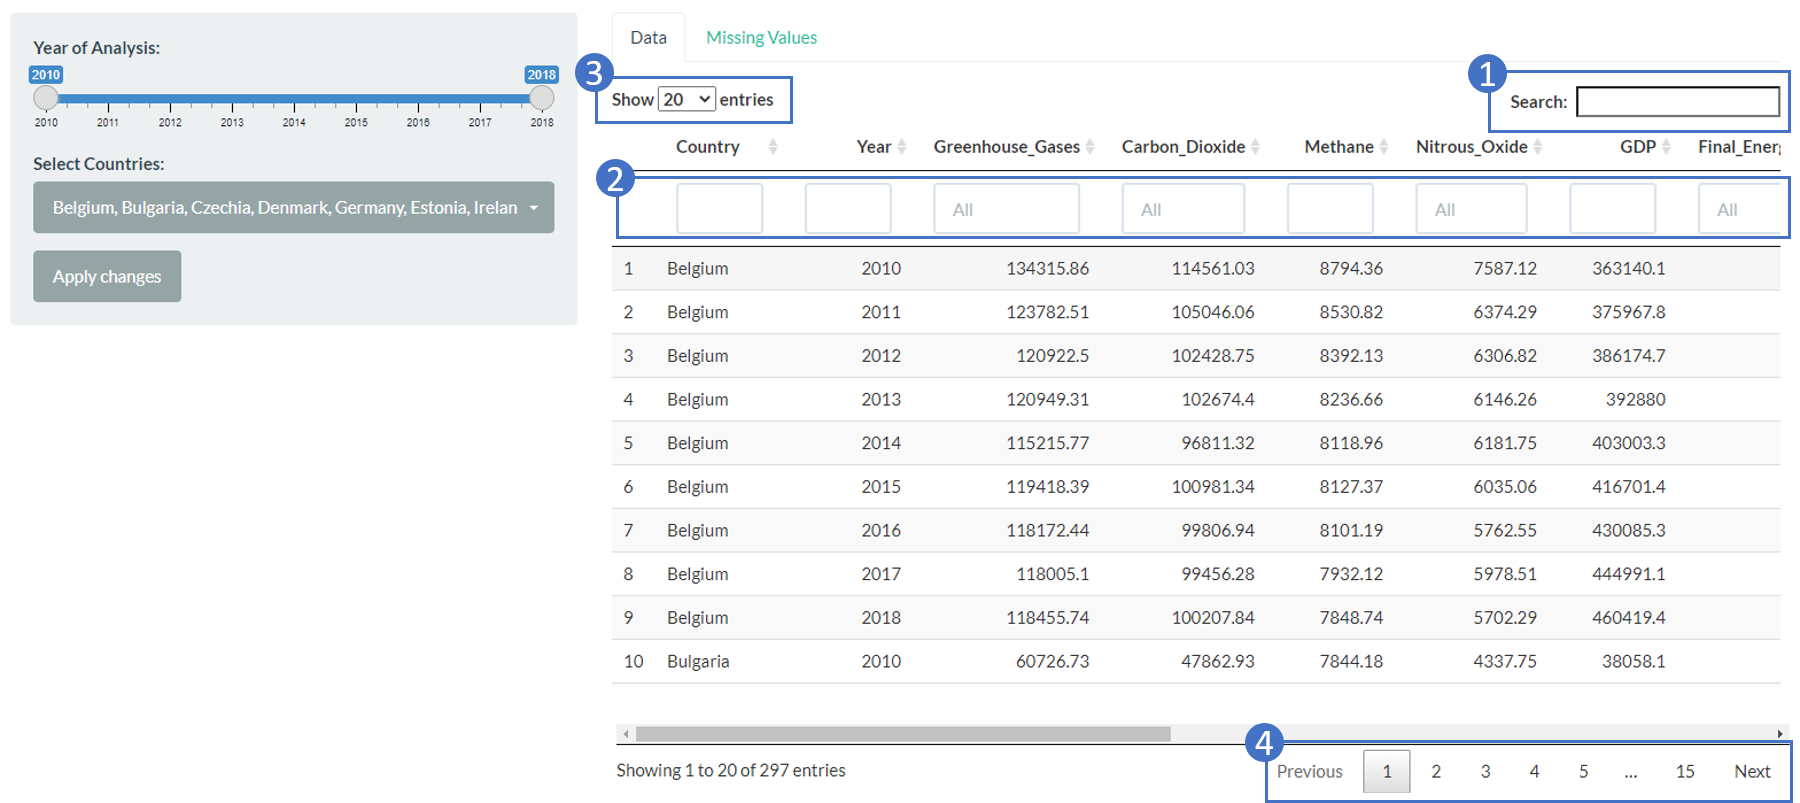 Year of Analysis:
2010 2018
2010 2011 2012 2013 2014 2015 2016 2017 2018
Select Countries:
Belgium, Bulgaria, Czechia, Denmark, Germany, Estonia, Irelan
Apply changes
Data Missing Values
3
Show 20 entries
1
Search:
Country Year Greenhouse_Gases Carbon_Dioxide Methane Nitrous_Oxide GDP Final_Energ
2
All All All All
1 Belgium 2010 134315.86 114561.03 8794.36 7587.12 363140.1
2 Belgium 2011 123782.51 105046.06 8530.82 6374.29 375967.8
3 Belgium 2012 120922.5 102428.75 8392.13 6306.82 386174.7
4 Belgium 2013 120949.31 102674.4 8236.66 6146.26 392880
5 Belgium 2014 115215.77 96811.32 8118.96 6181.75 403003.3
6 Belgium 2015 119418.39 100981.34 8127.37 6035.06 416701.4
7 Belgium 2016 118172.44 99806.94 8101.19 5762.55 430085.3
8 Belgium 2017 118005.1 99456.28 7932.12 5978.51 444991.1
9 Belgium 2018 118455.74 100207.84 7848.74 5702.29 460419.4
10 Bulgaria 2010 60726.73 47862.93 7844.18 4337.75 38058.1
4
Showing 1 to 20 of 297 entries
Previous 1 2 3 4 5 ... 15 Next